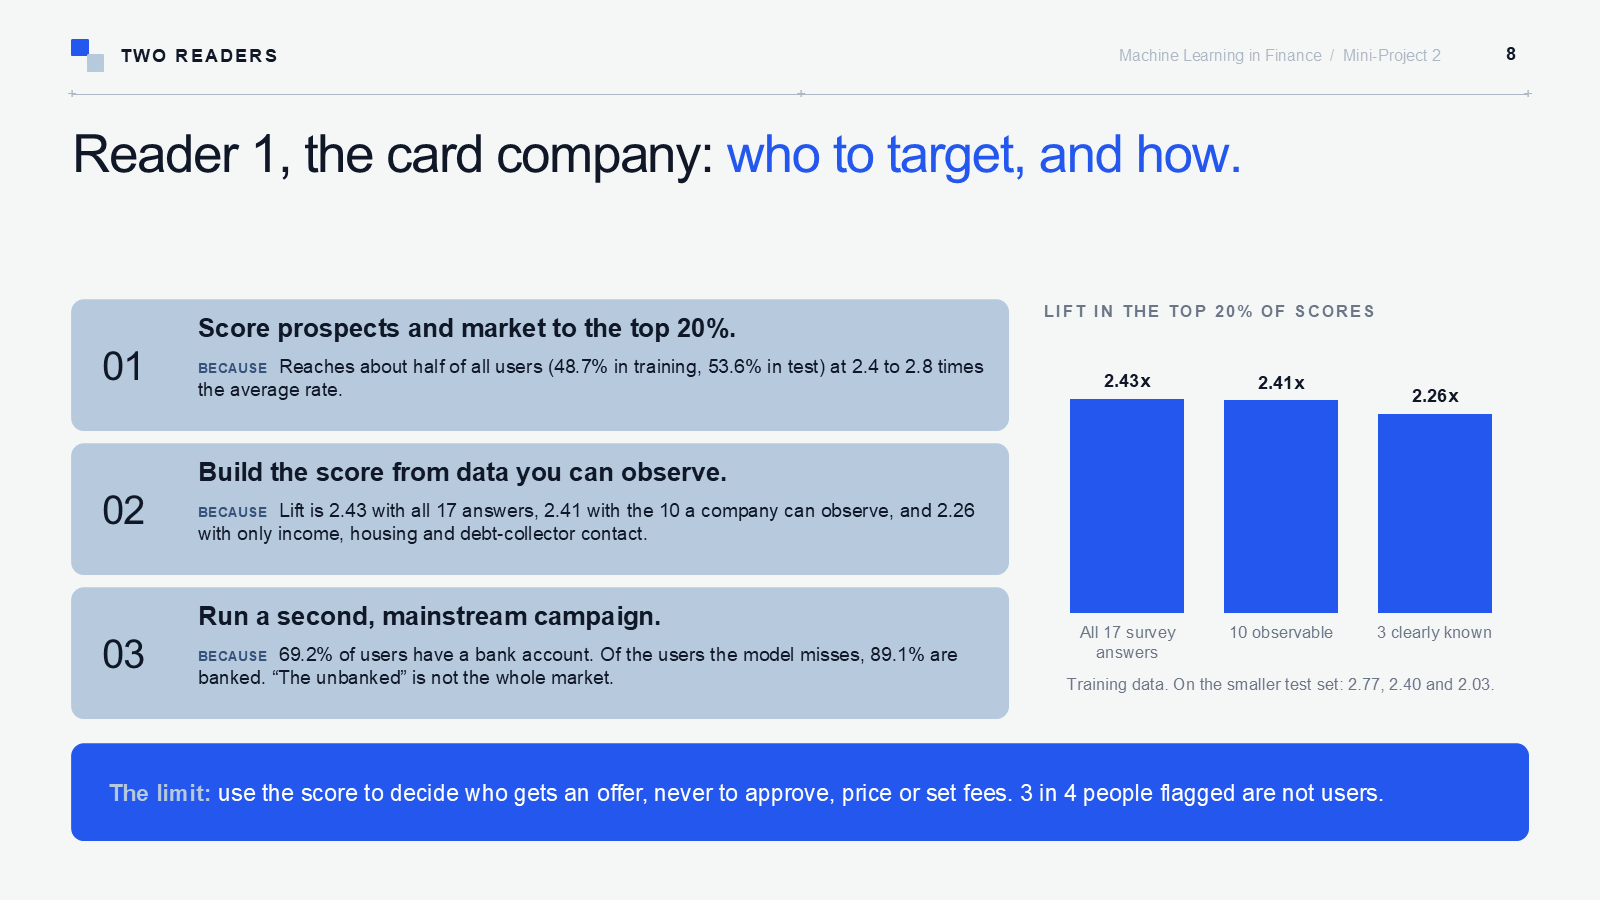 TWO READERS
Machine Learning in Finance / Mini-Project 2
8
Reader 1, the card company: who to target, and how.
01
Score prospects and market to the top 20%.
BECAUSE Reaches about half of all users (48.7% in training, 53.6% in test) at 2.4 to 2.8 times
the average rate.
02
Build the score from data you can observe.
BECAUSE Lift is 2.43 with all 17 answers, 2.41 with the 10 a company can observe, and 2.26
with only income, housing and debt-collector contact.
03
Run a second, mainstream campaign.
BECAUSE 69.2% of users have a bank account. Of the users the model misses, 89.1% are
banked. “The unbanked” is not the whole market.
LIFT IN THE TOP 20% OF SCORES
2.43x
2.41x
2.26x
All 17 survey
answers
10 observable
3 clearly known
Training data. On the smaller test set: 2.77, 2.40 and 2.03.
The limit: use the score to decide who gets an offer, never to approve, price or set fees. 3 in 4 people flagged are not users.